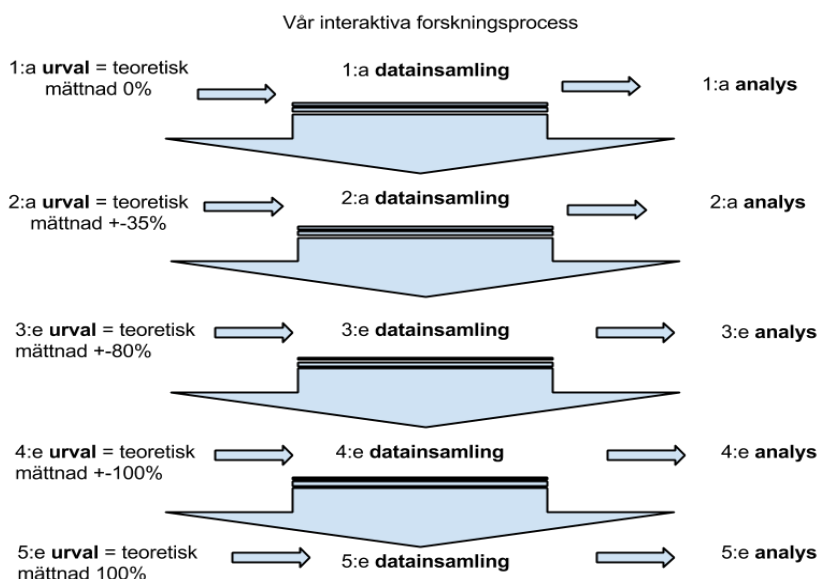 Vår interaktiva forskningsprocess
1:a urval = teoretisk
mättnad 0%
1:a datainsamling
1:a analys
2:a urval = teoretisk
mättnad +-35%
2:a datainsamling
2:a analys
3:e urval = teoretisk
mättnad +-80%
3:e datainsamling
3:e analys
4:e urval = teoretisk
mättnad +-100%
4:e datainsamling
4:e analys
5:e urval = teoretisk
mättnad 100%
5:e datainsamling
5:e analys